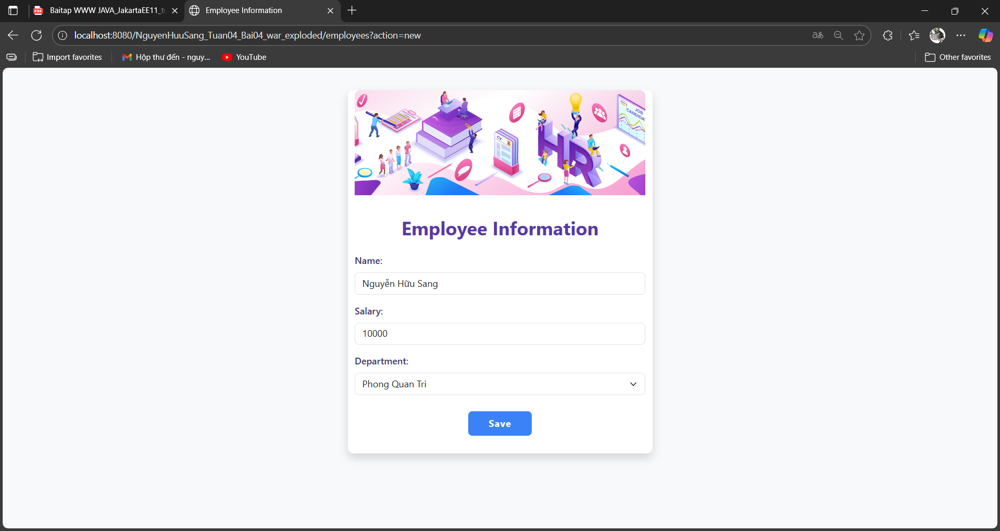 Baitap WWW JAVA_JakartaEE11_t
Employee Information
localhost:8080/NguyenHuuSang_Tuan04_Bai04_war_exploded/employees?action=new
Import favorites
Hộp thư đến - nguy...
YouTube
Other favorites
JOB
CV
HR
Employee Information
Name:
Nguyễn Hữu Sang
Salary:
10000
Department:
Phong Quan Tri
Save